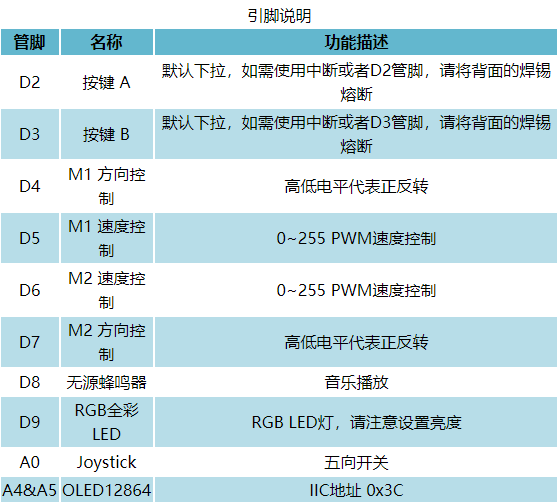 引脚说明
管脚 名称 功能描述
D2 按键 A 默认下拉，如需使用中断或者D2管脚，请将背面的焊锡
熔断
D3 按键 B 默认下拉，如需使用中断或者D3管脚，请将背面的焊锡
熔断
D4 M1 方向控
制 高低电平代表正反转
D5 M1 速度控
制 0~255 PWM速度控制
D6 M2 速度控
制 0~255 PWM速度控制
D7 M2 方向控
制 高低电平代表正反转
D8 无源蜂鸣器 音乐播放
D9 RGB全彩
LED RGB LED灯，请注意设置亮度
A0 Joystick 五向开关
A4&A5 OLED12864 IIC地址 0x3C